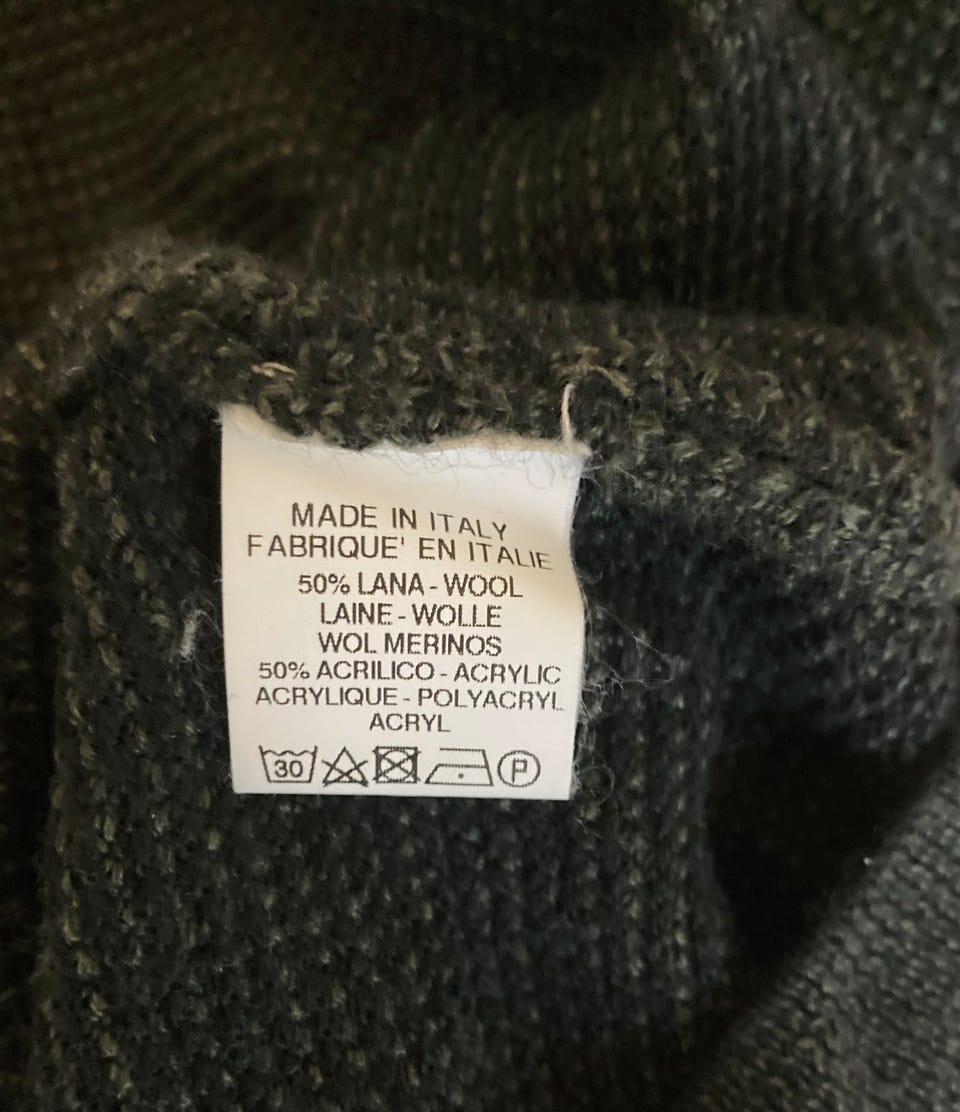 MADE IN ITALY
FABRIQUE' EN ITALIE
50% LANA - WOOL
LAINE - WOLLE
WOL MERINOS
50% ACRILICO - ACRYLIC
ACRYLIQUE - POLYACRYL
ACRYL
30 P